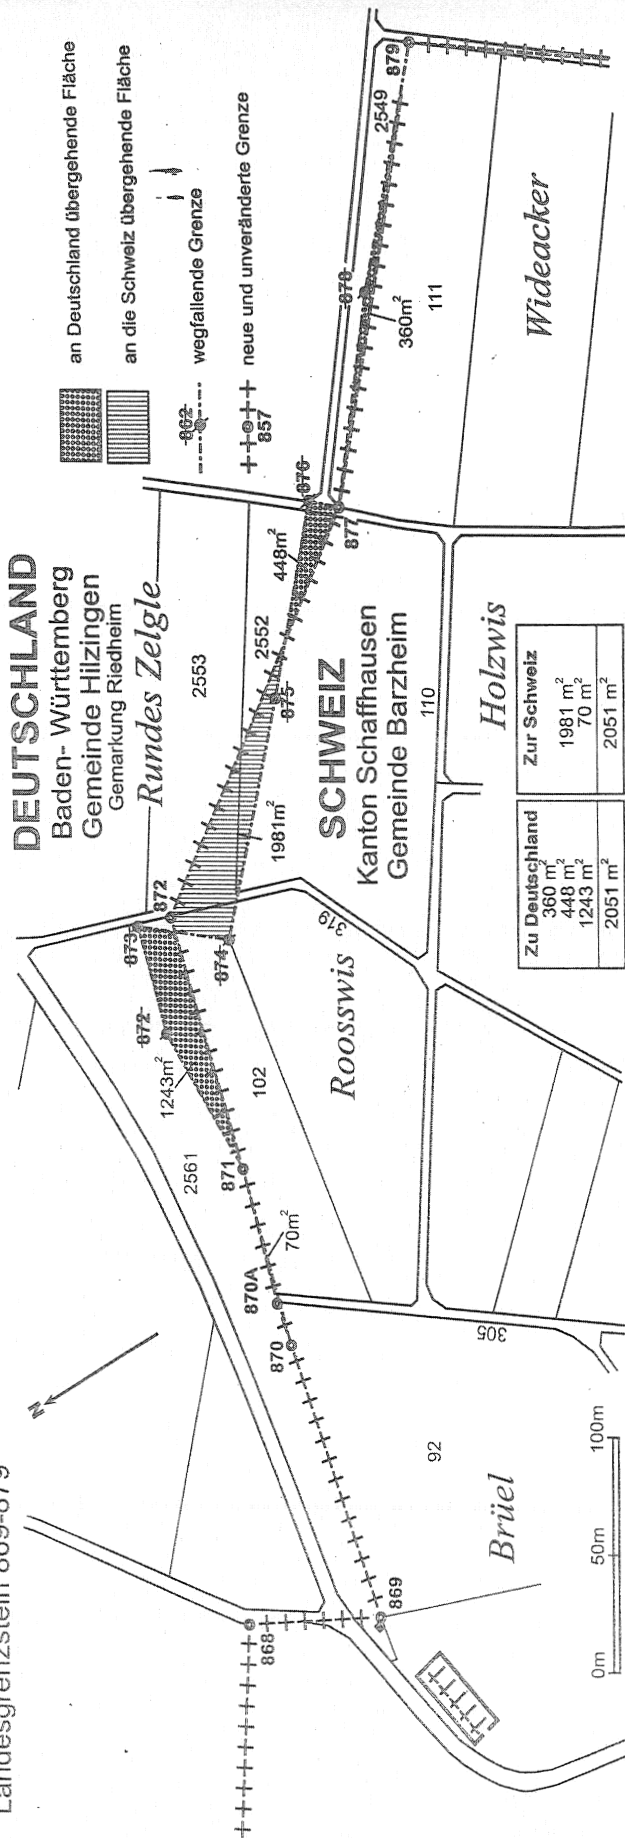 Landesgrenzstein 869-879
DEUTSCHLAND
Baden- Württemberg
Gemeinde Hilzingen
Gemarkung Riedheim
Rundes Zelgle
an Deutschland übergehende Fläche
an die Schweiz übergehende Fläche
862
wegfallende Grenze
857
neue und unveränderte Grenze
N
868
869
870
870A
871
872
873
872
874
875
876
877
878
879
2561
1243m²
70m²
102
2553
2552
1981m²
448m²
2549
360m²
111
SCHWEIZ
Kanton Schaffhausen
Gemeinde Barzheim
110
319
305
92
Brüel
Roosswis
Holzwis
Wideacker
0m
50m
100m
Zu Deutschland
360 m²
448 m²
1243 m²
2051 m²
Zur Schweiz
1981 m²
70 m²
2051 m²